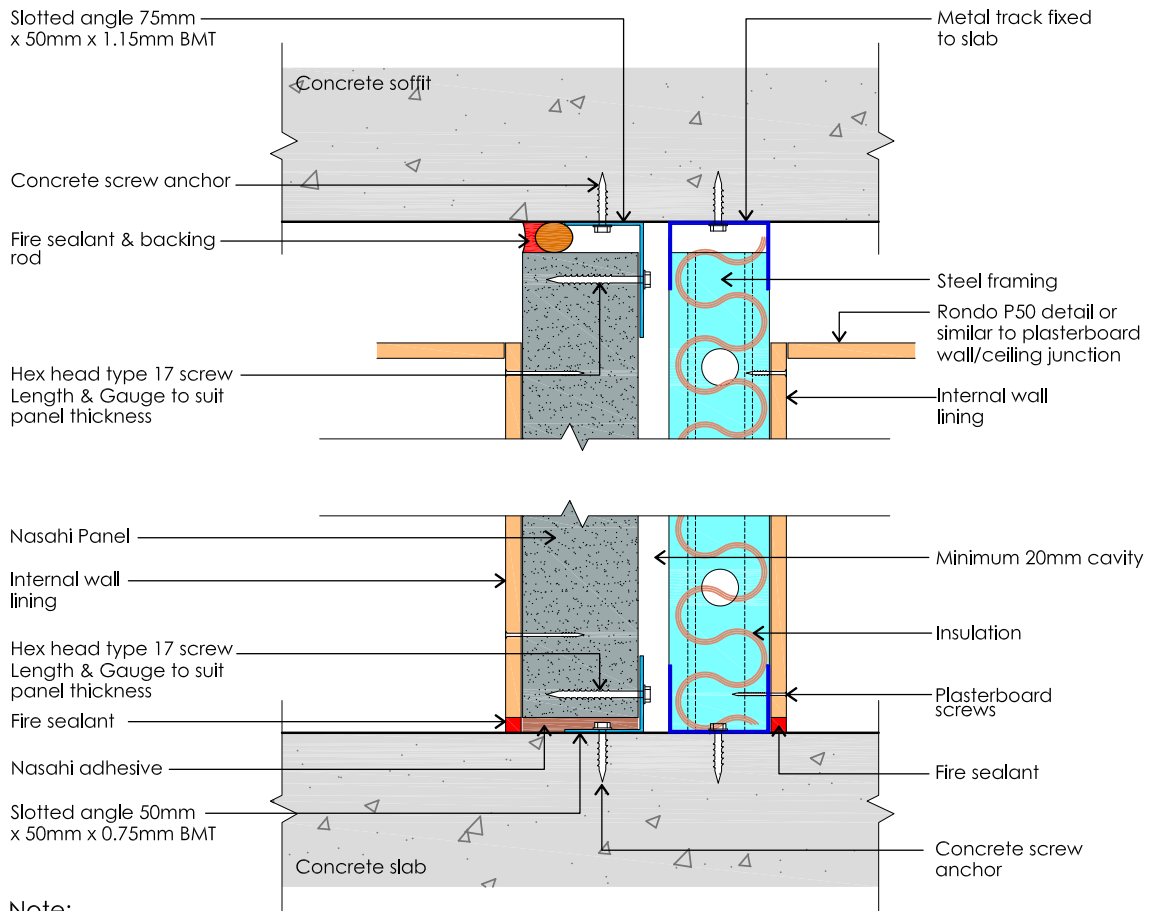 Slotted angle 75mm
x 50mm x 1.15mm BMT
Metal track fixed
to slab
Concrete soffit
Concrete screw anchor
Fire sealant & backing
rod
Steel framing
Rondo P50 detail or
similar to plasterboard
wall/ceiling junction
Hex head type 17 screw
Length & Gauge to suit
panel thickness
Internal wall
lining
Nasahi Panel
Minimum 20mm cavity
Internal wall
lining
Insulation
Hex head type 17 screw
Length & Gauge to suit
panel thickness
Plasterboard
screws
Fire sealant
Nasahi adhesive
Fire sealant
Slotted angle 50mm
x 50mm x 0.75mm BMT
Concrete screw
anchor
Concrete slab
Note: